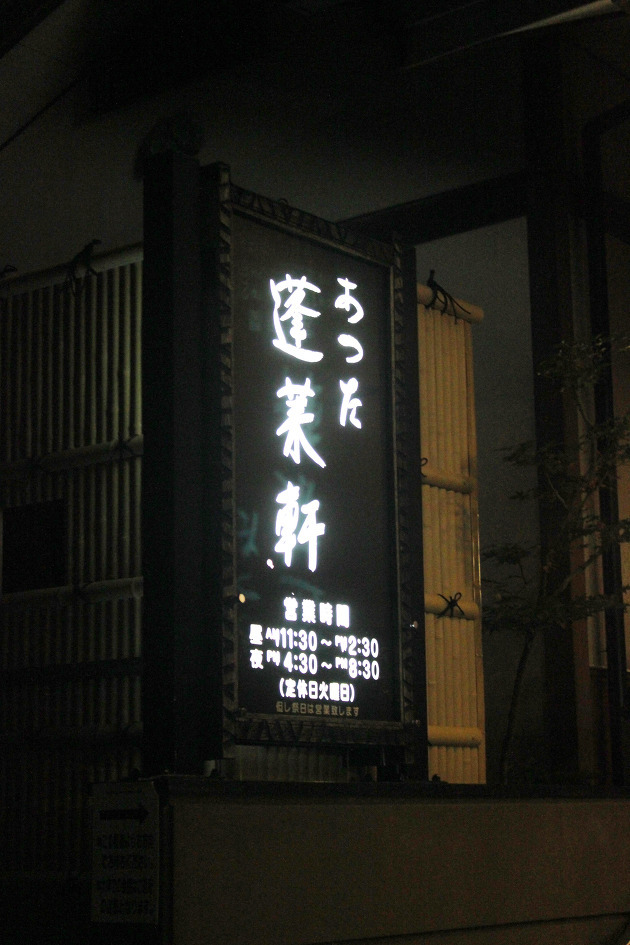 あつた
蓬莱軒
営業時間
昼 AM11:30～PM2:30
夜 PM4:30～PM8:30
(定休日火曜日)
但し祭日は営業致します